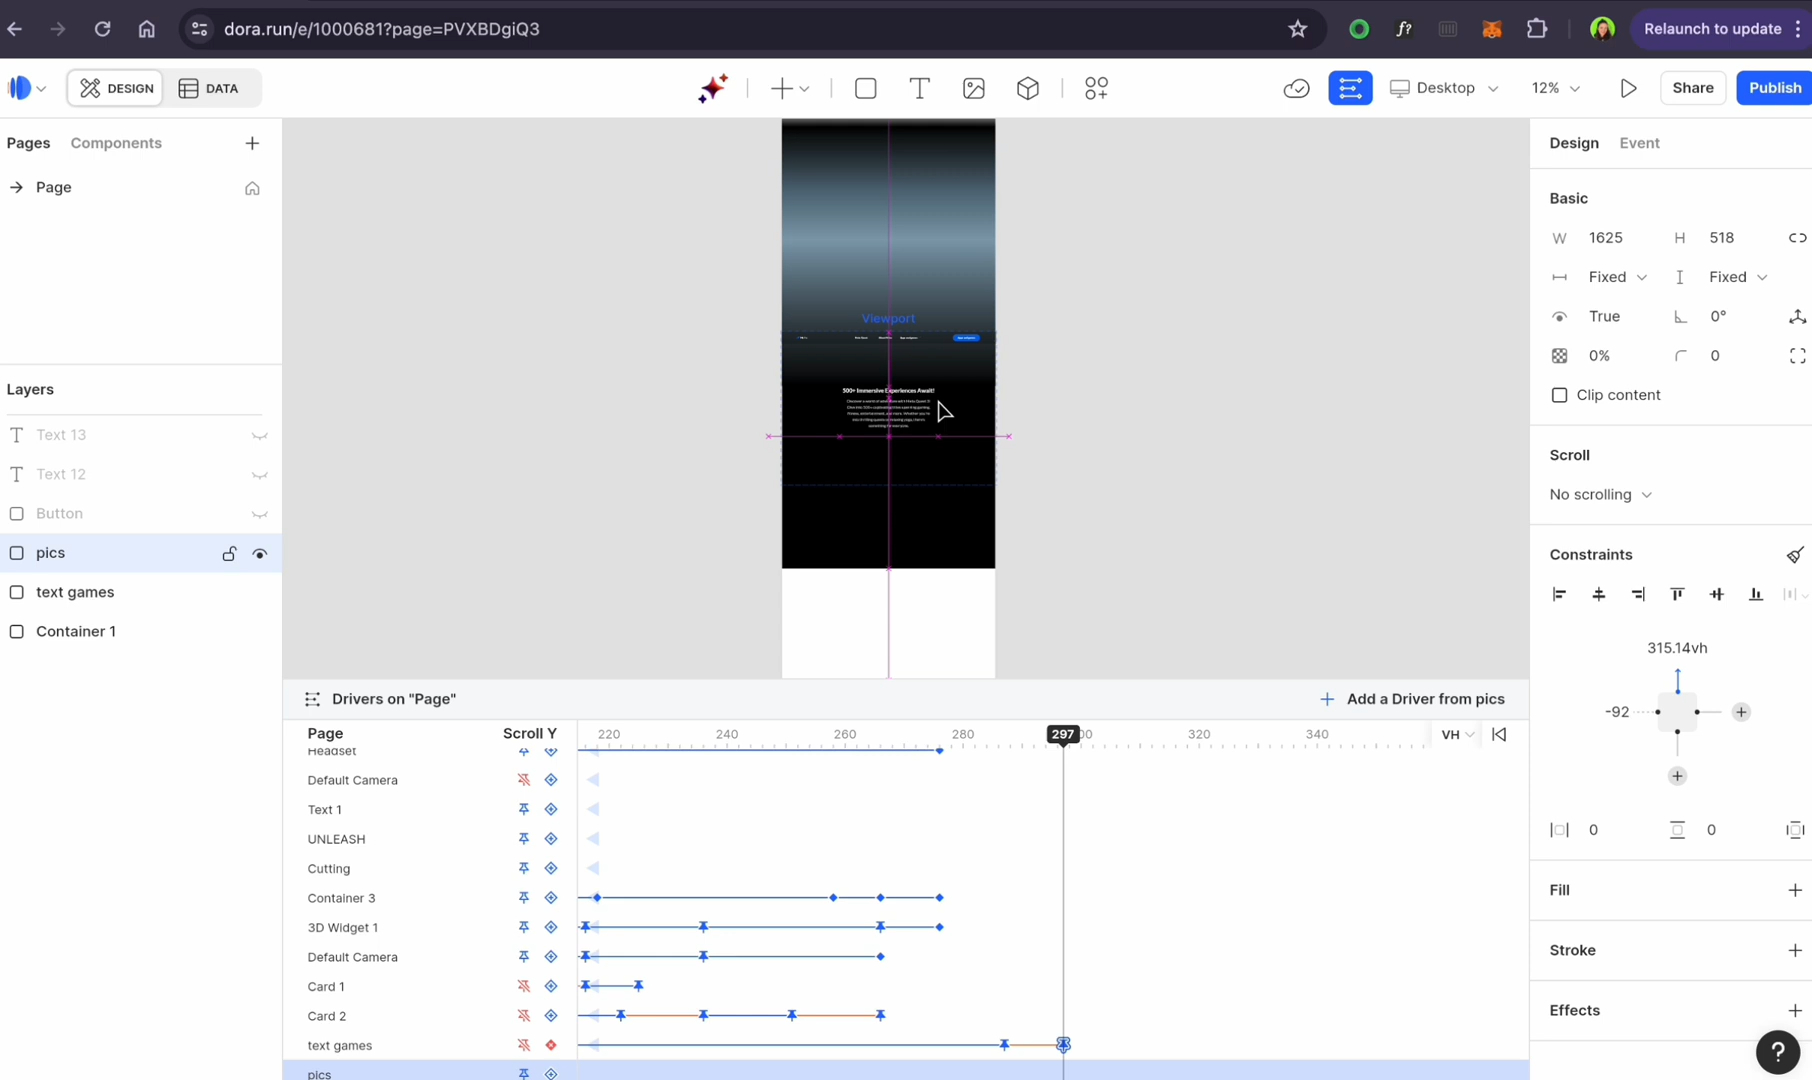 dora.run/e/1000681?page=PVXBDgiQ3
f?
Relaunch to update
DESIGN
DATA
Desktop
12%
Share
Publish
Pages
Components
Page
Layers
Text 13
Text 12
Button
pics
text games
Container 1
Viewport
500+ Immersive Experiences Await!
Design
Event
Basic
W 1625
H 518
Fixed
Fixed
True
0°
0%
0
Clip content
Scroll
No scrolling
Constraints
315.14vh
-92
0
0
Fill
Stroke
Effects
?
Drivers on "Page"
Add a Driver from pics
Page
Scroll Y
220 240 260 280 297 00 320 340
VH
Headset
Default Camera
Text 1
UNLEASH
Cutting
Container 3
3D Widget 1
Default Camera
Card 1
Card 2
text games
pics